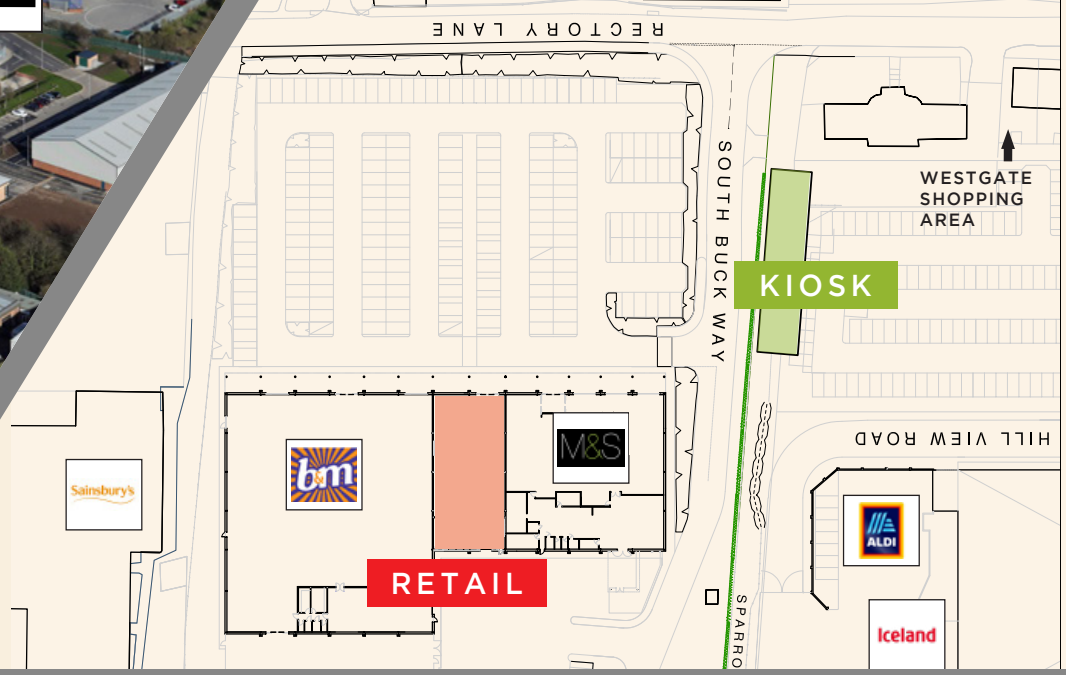 RECTORY LANE
SOUTH BUCK WAY
WESTGATE
SHOPPING
AREA
KIOSK
HILL VIEW ROAD
M&S
b&m
Sainsbury's
ALDI
RETAIL
SPARRO
Iceland